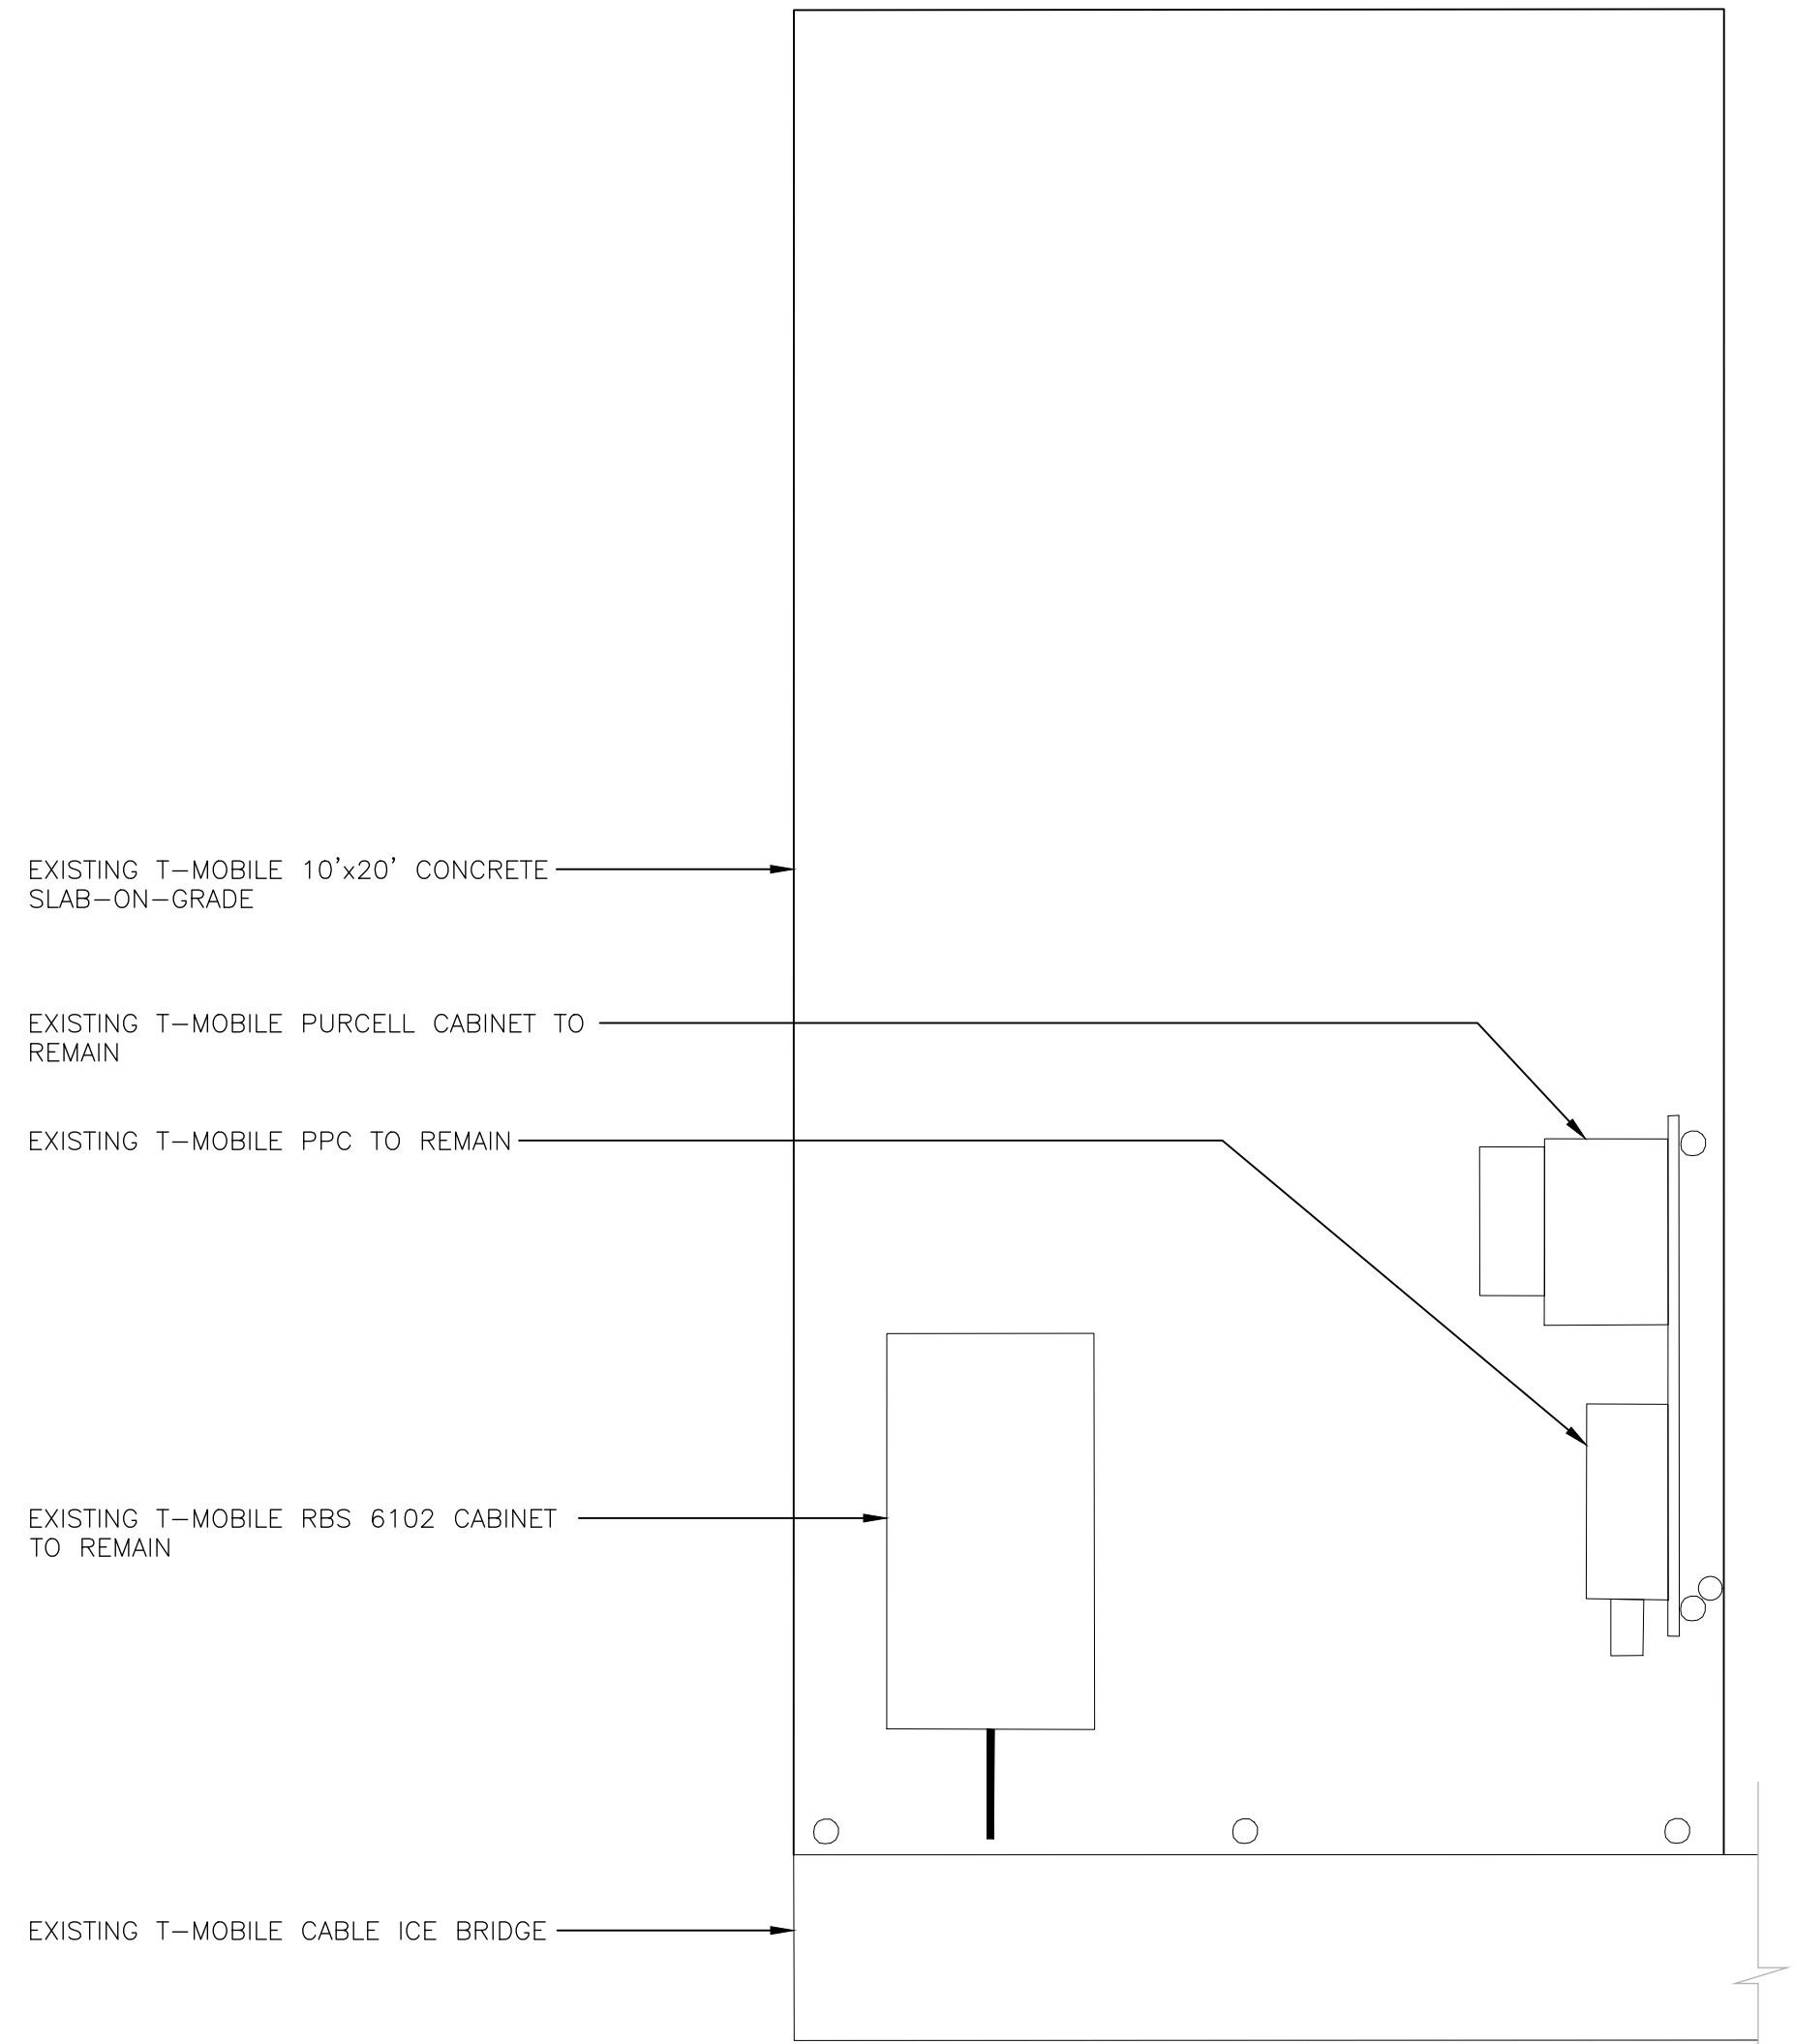 EXISTING T-MOBILE 10'x20' CONCRETE
SLAB-ON-GRADE
EXISTING T-MOBILE PURCELL CABINET TO
REMAIN
EXISTING T-MOBILE PPC TO REMAIN
EXISTING T-MOBILE RBS 6102 CABINET
TO REMAIN
EXISTING T-MOBILE CABLE ICE BRIDGE